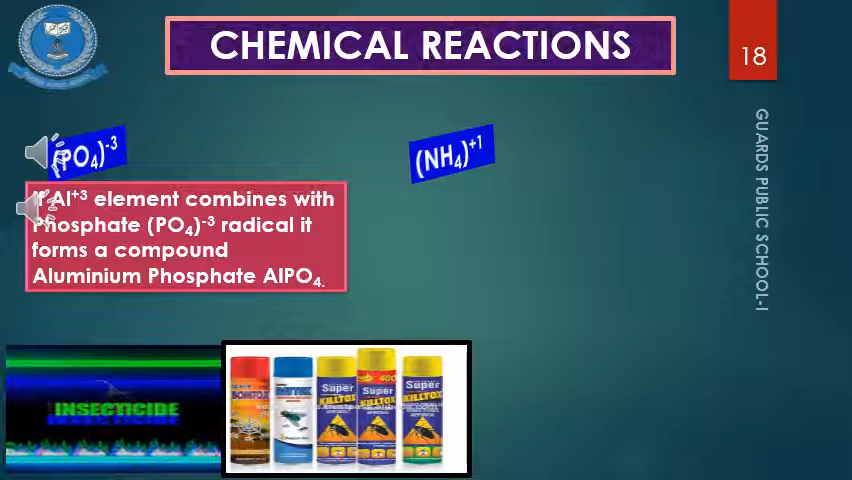 CHEMICAL REACTIONS
18
GUARDS PUBLIC SCHOOL-I
(PO₄)⁻³
(NH₄)⁺¹
If Al⁺³ element combines with
Phosphate (PO₄)⁻³ radical it
forms a compound
Aluminium Phosphate AlPO₄.
INSECTICIDE
Super
KILLTOX
Super
KILLTOX
400
Super
KILLTOX